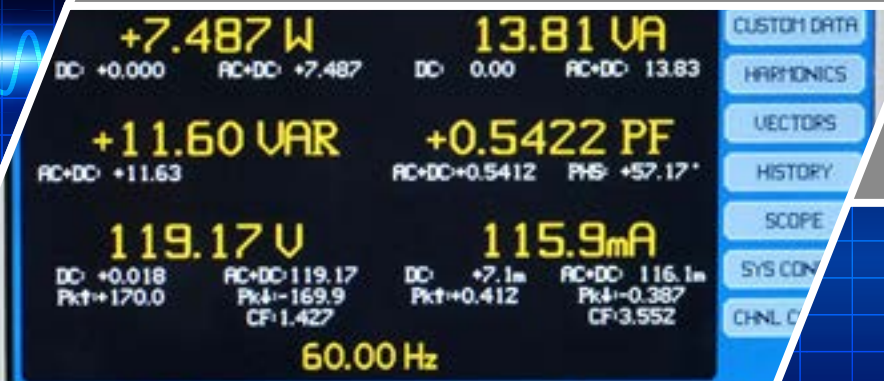 +7.487 W
DC: +0.000 AC+DC: +7.487
13.81 VA
DC: 0.00 AC+DC: 13.83
+11.60 VAR
AC+DC: +11.63
+0.5422 PF
AC+DC:+0.5412 PHS: +57.17°
119.17 V
DC: +0.018 AC+DC:119.17
Pk↑:+170.0 Pk↓:-169.9
CF:1.427
115.9mA
DC: +7.1m AC+DC: 116.1m
Pk↑:+0.412 Pk↓:-0.387
CF:3.552
60.00 Hz
CUSTOM DATA
HARMONICS
VECTORS
HISTORY
SCOPE
SYS
CHNL